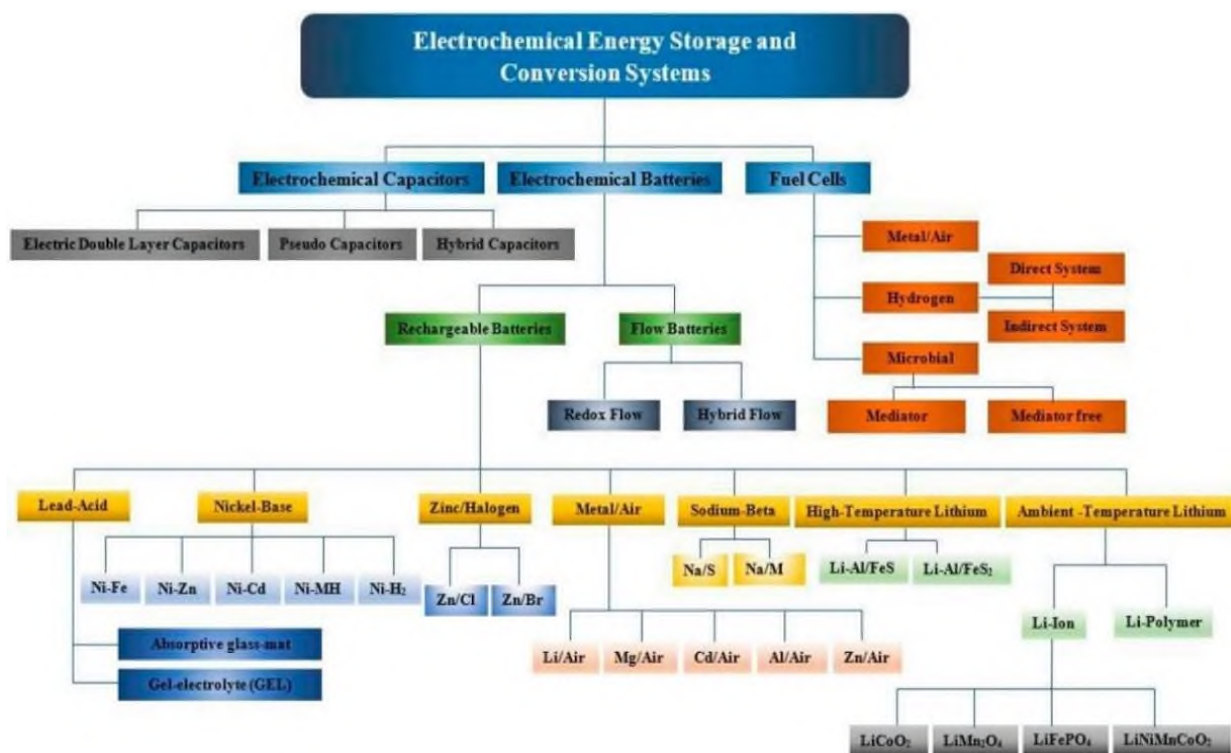 Electrochemical Energy Storage and
Conversion Systems
Electrochemical Capacitors
Electrochemical Batteries
Fuel Cells
Electric Double Layer Capacitors
Pseudo Capacitors
Hybrid Capacitors
Metal/Air
Direct System
Hydrogen
Indirect System
Rechargeable Batteries
Flow Batteries
Microbial
Redox Flow
Hybrid Flow
Mediator
Mediator free
Lead-Acid
Nickel-Base
Zinc/Halogen
Metal/Air
Sodium-Beta
High-Temperature Lithium
Ambient -Temperature Lithium
Ni-Fe
Ni-Zn
Ni-Cd
Ni-MH
Ni-H₂
Zn/Cl
Zn/Br
Na/S
Na/M
Li-Al/FeS
Li-Al/FeS₂
Li-Ion
Li-Polymer
Absorptive glass-mat
Gel-electrolyte (GEL)
Li/Air
Mg/Air
Cd/Air
Al/Air
Zn/Air
LiCoO₂
LiMn₂O₄
LiFePO₄
LiNiMnCoO₂